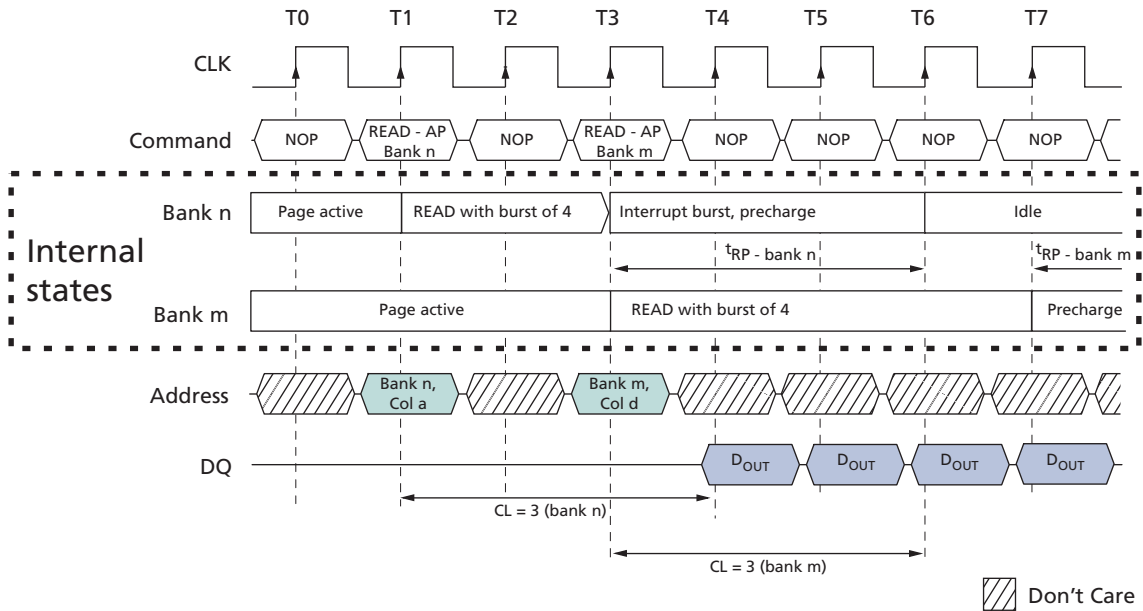 T0 T1 T2 T3 T4 T5 T6 T7
CLK
Command NOP READ - AP Bank n NOP READ - AP Bank m NOP NOP NOP NOP
Internal states
Bank n Page active READ with burst of 4 Interrupt burst, precharge Idle
tRP - bank n tRP - bank m
Bank m Page active READ with burst of 4 Precharge
Address Bank n, Col a Bank m, Col d
DQ DOUT DOUT DOUT DOUT
CL = 3 (bank n)
CL = 3 (bank m)
Don't Care